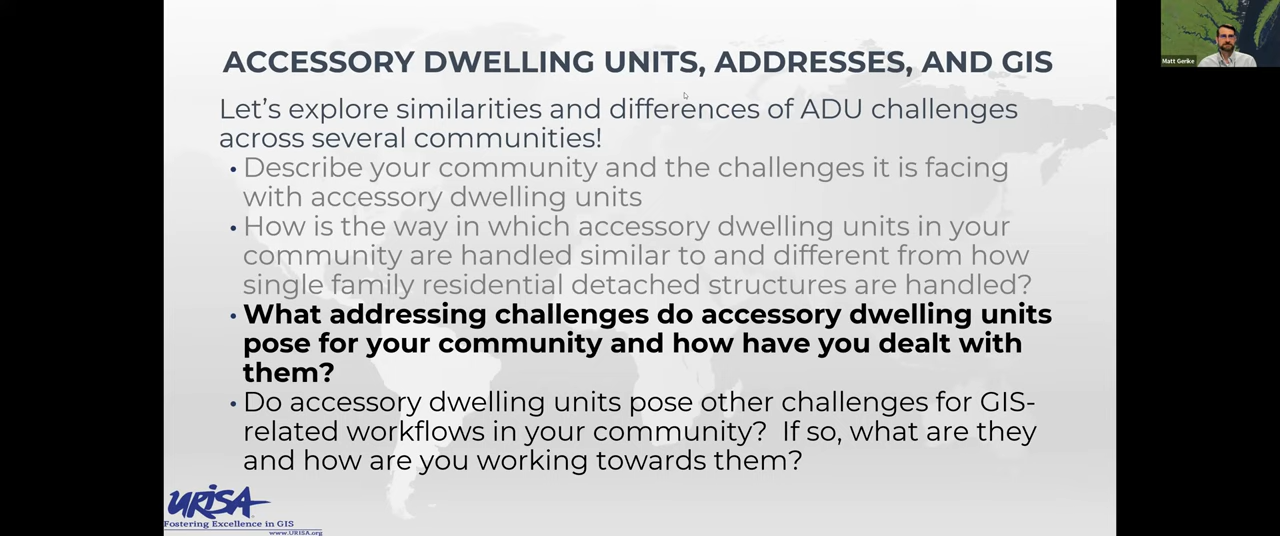 ACCESSORY DWELLING UNITS, ADDRESSES, AND GIS
Let's explore similarities and differences of ADU challenges
across several communities!
• Describe your community and the challenges it is facing
with accessory dwelling units
• How is the way in which accessory dwelling units in your
community are handled similar to and different from how
single family residential detached structures are handled?
• What addressing challenges do accessory dwelling units
pose for your community and how have you dealt with
them?
• Do accessory dwelling units pose other challenges for GIS-
related workflows in your community? If so, what are they
and how are you working towards them?
URISA
Fostering Excellence in GIS
www.URISA.org
Matt Gerike